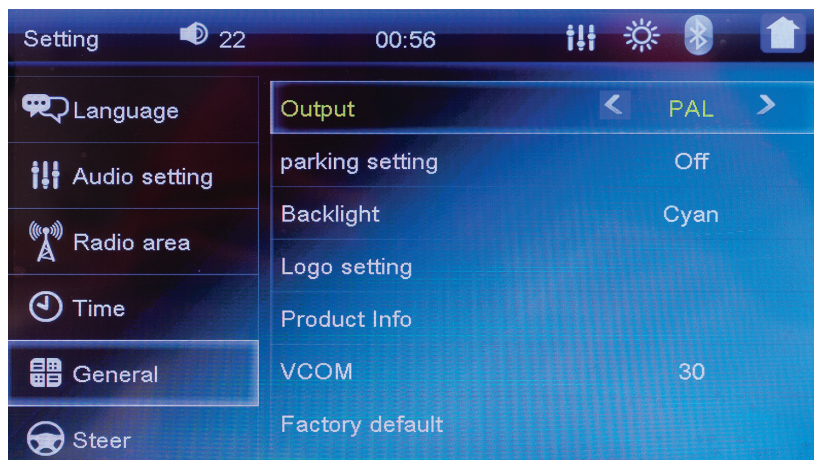 Setting 22 00:56
Language
Audio setting
Radio area
Time
General
Steer
Output PAL
parking setting Off
Backlight Cyan
Logo setting
Product Info
VCOM 30
Factory default